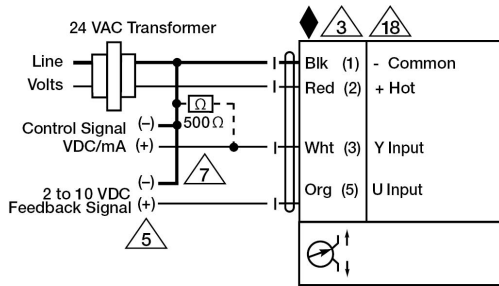 24 VAC Transformer
3 18
Line Blk (1) - Common
Volts Red (2) + Hot
Ω
500 Ω
Control Signal (–)
VDC/mA (+) Wht (3) Y Input
7
2 to 10 VDC (–)
Org (5) U Input
Feedback Signal (+)
5